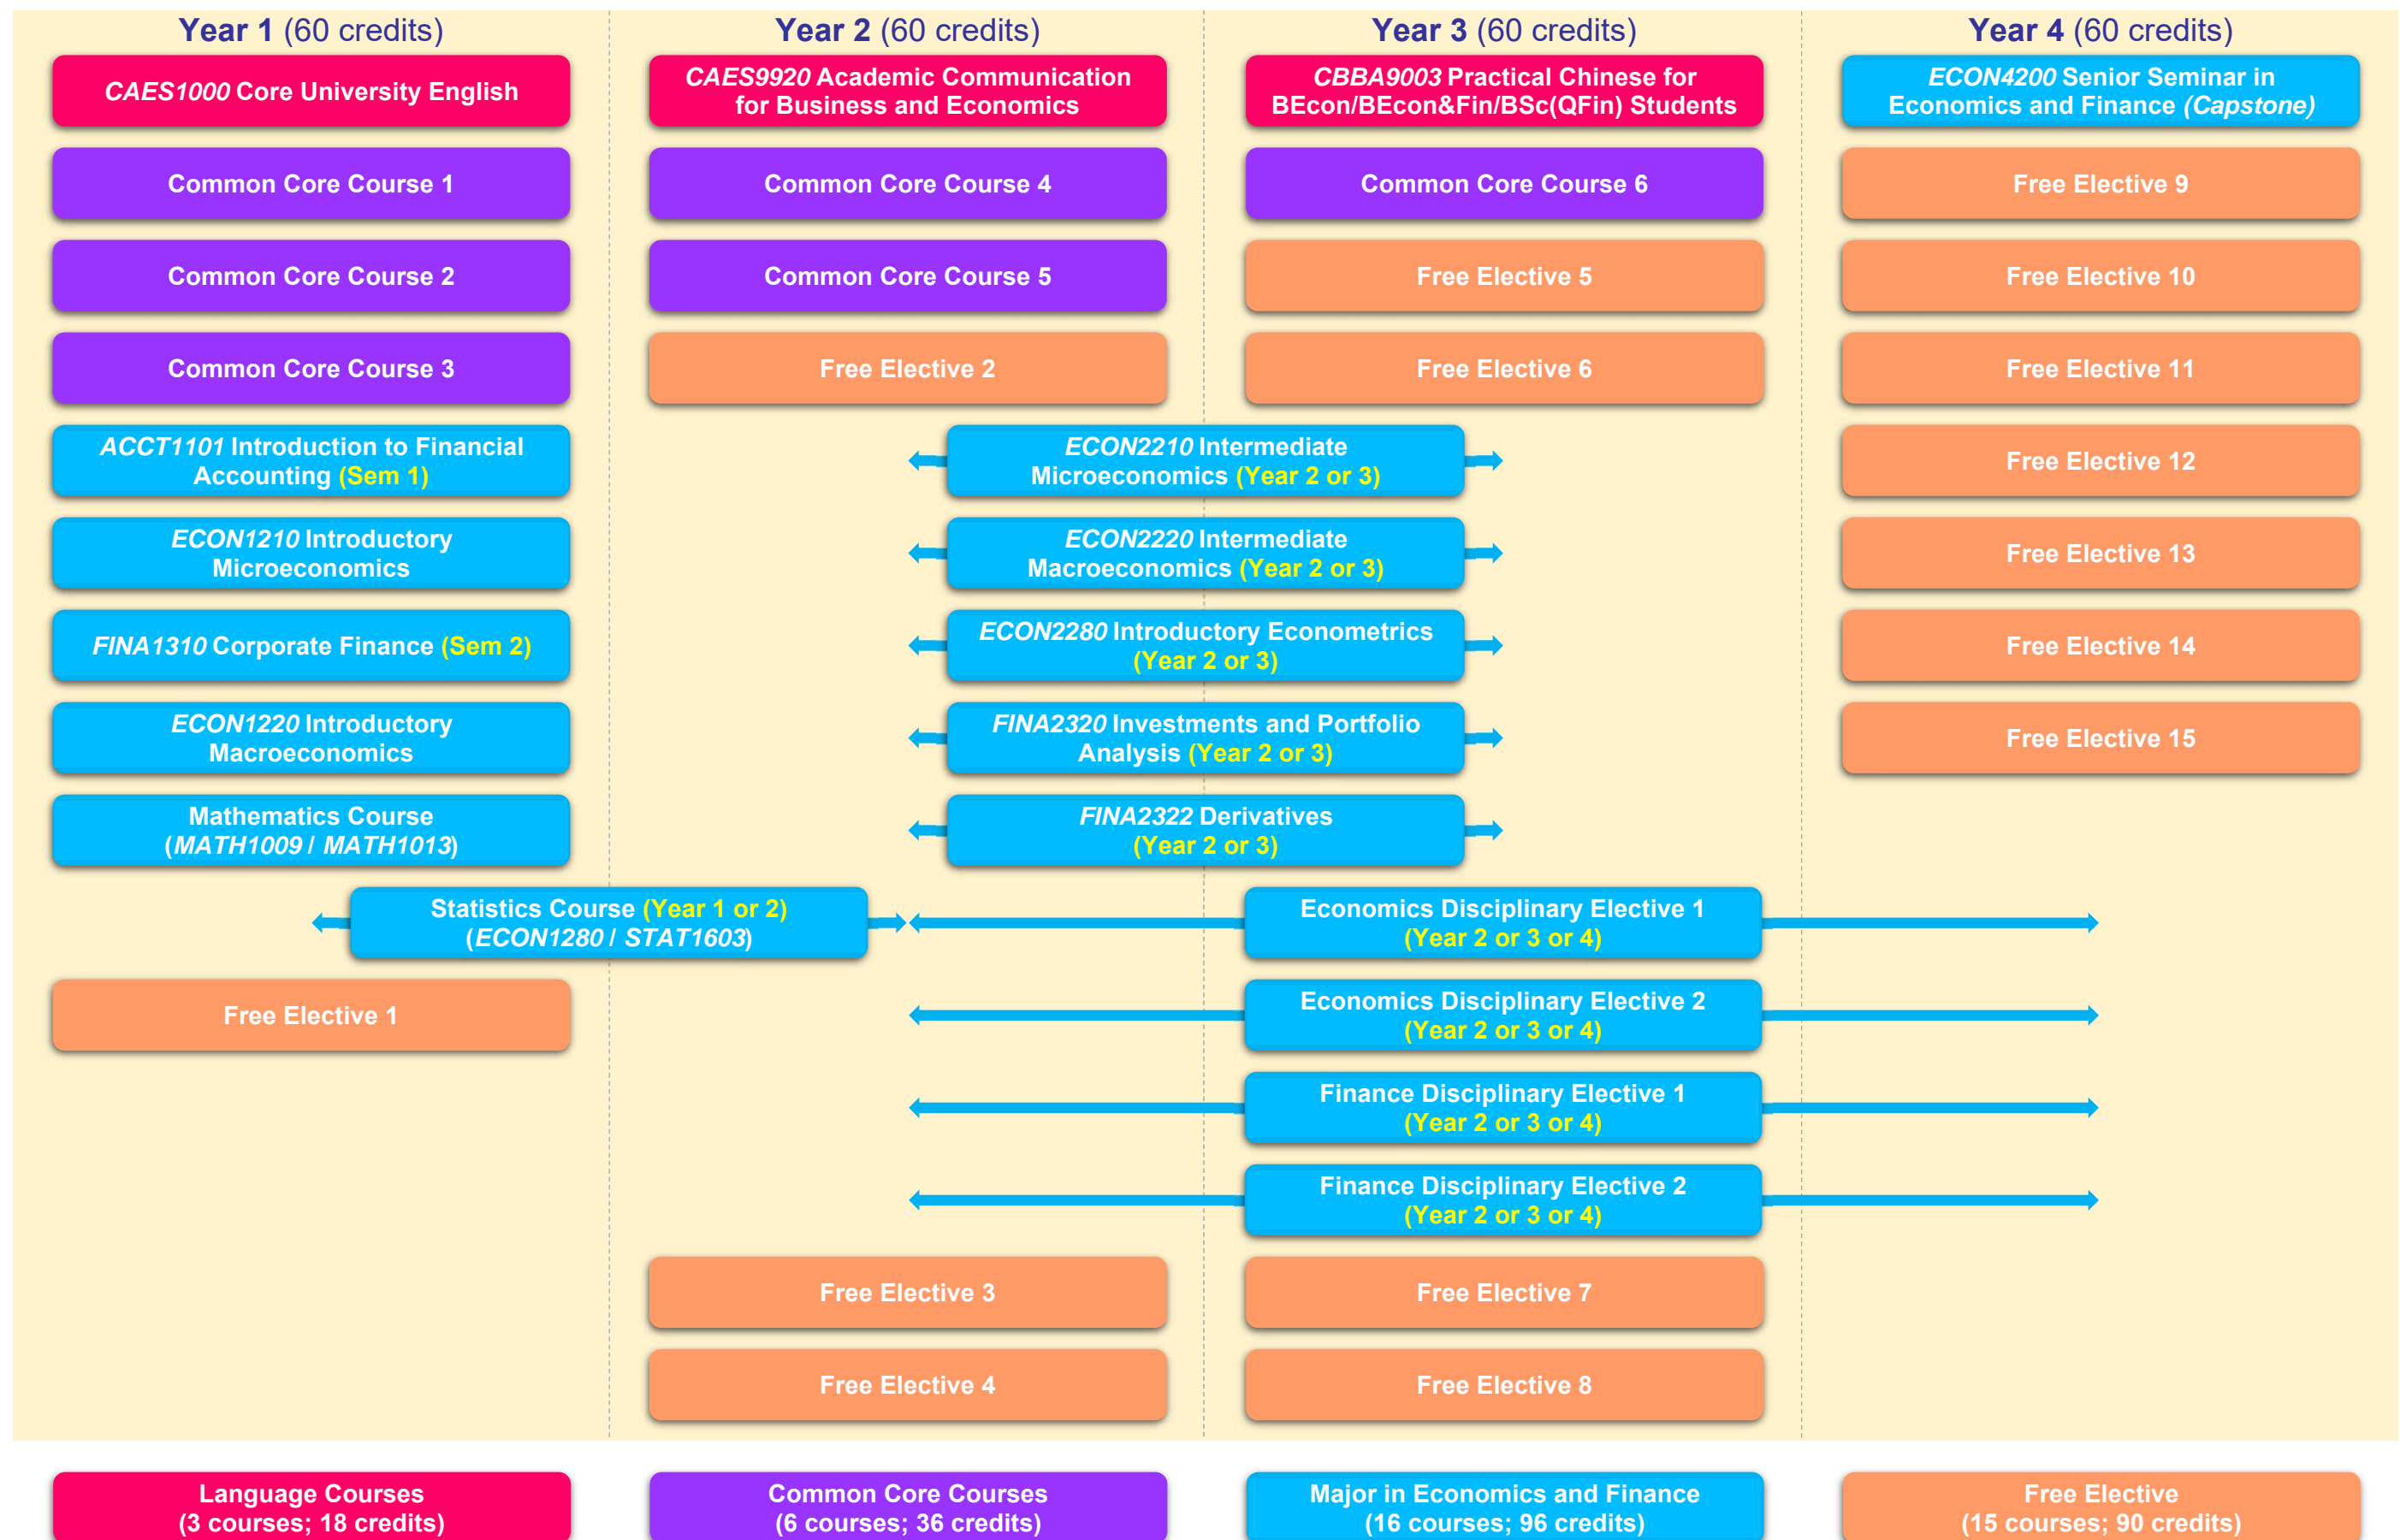 Year 1 (60 credits)
CAES1000 Core University English
Common Core Course 1
Common Core Course 2
Common Core Course 3
ACCT1101 Introduction to Financial
Accounting (Sem 1)
ECON1210 Introductory
Microeconomics
FINA1310 Corporate Finance (Sem 2)
ECON1220 Introductory
Macroeconomics
Mathematics Course
(MATH1009 / MATH1013)
Statistics Course (Year 1 or 2)
(ECON1280 / STAT1603)
Free Elective 1
Year 2 (60 credits)
CAES9920 Academic Communication
for Business and Economics
Common Core Course 4
Common Core Course 5
Free Elective 2
ECON2210 Intermediate
Microeconomics (Year 2 or 3)
ECON2220 Intermediate
Macroeconomics (Year 2 or 3)
ECON2280 Introductory Econometrics
(Year 2 or 3)
FINA2320 Investments and Portfolio
Analysis (Year 2 or 3)
FINA2322 Derivatives
(Year 2 or 3)
Free Elective 3
Free Elective 4
Year 3 (60 credits)
CBBA9003 Practical Chinese for
BEcon/BEcon&Fin/BSc(QFin) Students
Common Core Course 6
Free Elective 5
Free Elective 6
Economics Disciplinary Elective 1
(Year 2 or 3 or 4)
Economics Disciplinary Elective 2
(Year 2 or 3 or 4)
Finance Disciplinary Elective 1
(Year 2 or 3 or 4)
Finance Disciplinary Elective 2
(Year 2 or 3 or 4)
Free Elective 7
Free Elective 8
Year 4 (60 credits)
ECON4200 Senior Seminar in
Economics and Finance (Capstone)
Free Elective 9
Free Elective 10
Free Elective 11
Free Elective 12
Free Elective 13
Free Elective 14
Free Elective 15
Language Courses
(3 courses; 18 credits)
Common Core Courses
(6 courses; 36 credits)
Major in Economics and Finance
(16 courses; 96 credits)
Free Elective
(15 courses; 90 credits)